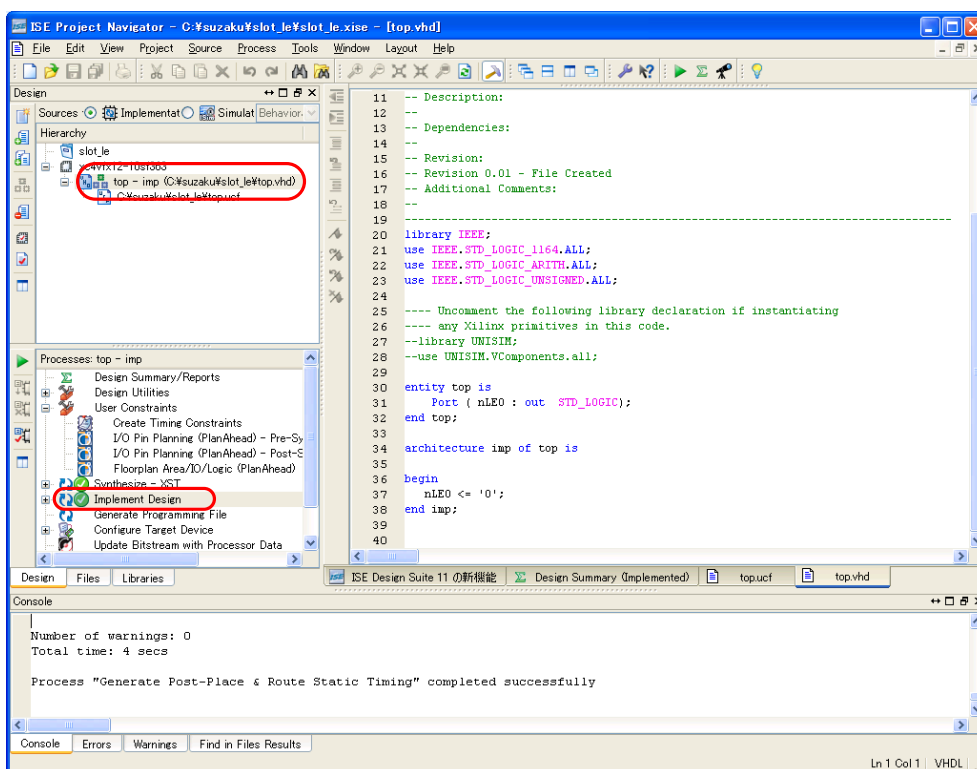 ISE Project Navigator - C:¥suzaku¥slot_le¥slot_le.xise - [top.vhd]
File Edit View Project Source Process Tools Window Layout Help
Design
Sources Implementat Simulat Behavior.
Hierarchy
slot_le
xc4vfx12-10sf363
top - imp (C:¥suzaku¥slot_le¥top.vhd)
C:¥suzaku¥slot_le¥top.ucf
Processes: top - imp
Design Summary/Reports
Design Utilities
User Constraints
Create Timing Constraints
I/O Pin Planning (PlanAhead) - Pre-Sy
I/O Pin Planning (PlanAhead) - Post-S
Floorplan Area/IO/Logic (PlanAhead)
Synthesize - XST
Implement Design
Generate Programming File
Configure Target Device
Update Bitstream with Processor Data
Design Files Libraries
11 -- Description:
12 --
13 -- Dependencies:
14 --
15 -- Revision:
16 -- Revision 0.01 - File Created
17 -- Additional Comments:
18 --
19 ----------------------------------------------------------------------------------
20 library IEEE;
21 use IEEE.STD_LOGIC_1164.ALL;
22 use IEEE.STD_LOGIC_ARITH.ALL;
23 use IEEE.STD_LOGIC_UNSIGNED.ALL;
24
25 ---- Uncomment the following library declaration if instantiating
26 ---- any Xilinx primitives in this code.
27 --library UNISIM;
28 --use UNISIM.VComponents.all;
29
30 entity top is
31 Port ( nLE0 : out STD_LOGIC);
32 end top;
33
34 architecture imp of top is
35
36 begin
37 nLE0 <= '0';
38 end imp;
39
40
ISE Design Suite 11 の新機能 Design Summary (Implemented) top.ucf top.vhd
Console
Number of warnings: 0
Total time: 4 secs
Process "Generate Post-Place & Route Static Timing" completed successfully
Console Errors Warnings Find in Files Results
Ln 1 Col 1 VHDL